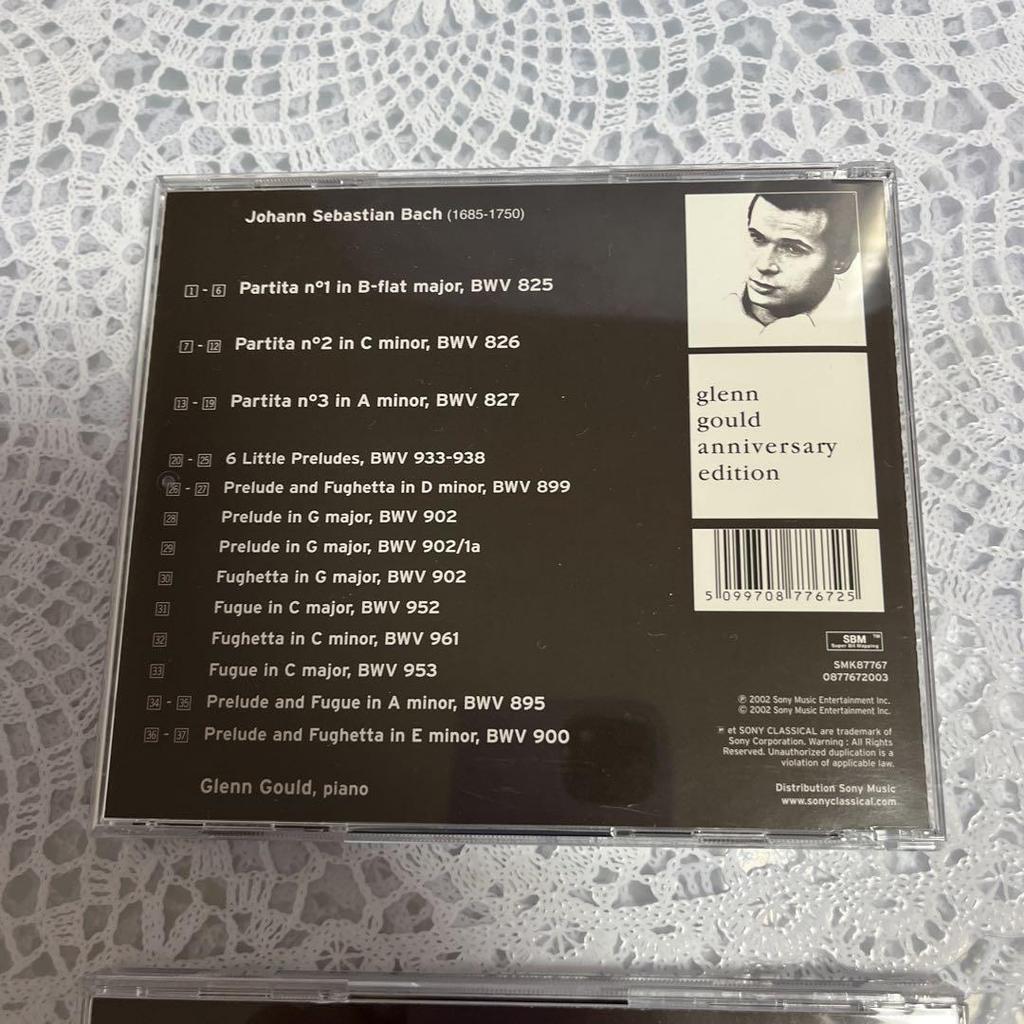 Johann Sebastian Bach (1685-1750)
1 - 6 Partita nº1 in B-flat major, BWV 825
7 - 12 Partita nº2 in C minor, BWV 826
13 - 19 Partita nº3 in A minor, BWV 827
20 - 25 6 Little Preludes, BWV 933-938
26 - 27 Prelude and Fughetta in D minor, BWV 899
28 Prelude in G major, BWV 902
29 Prelude in G major, BWV 902/1a
30 Fughetta in G major, BWV 902
31 Fugue in C major, BWV 952
32 Fughetta in C minor, BWV 961
33 Fugue in C major, BWV 953
34 - 35 Prelude and Fugue in A minor, BWV 895
36 - 37 Prelude and Fughetta in E minor, BWV 900
Glenn Gould, piano
glenn
gould
anniversary
edition
5 099708 776725
SBM ™
Super Bit Mapping
SMK87767
0877672003
℗ 2002 Sony Music Entertainment Inc.
© 2002 Sony Music Entertainment Inc.
et SONY CLASSICAL are trademark of
Sony Corporation. Warning : All Rights
Reserved. Unauthorized duplication is a
violation of applicable law.
Distribution Sony Music
www.sonyclassical.com